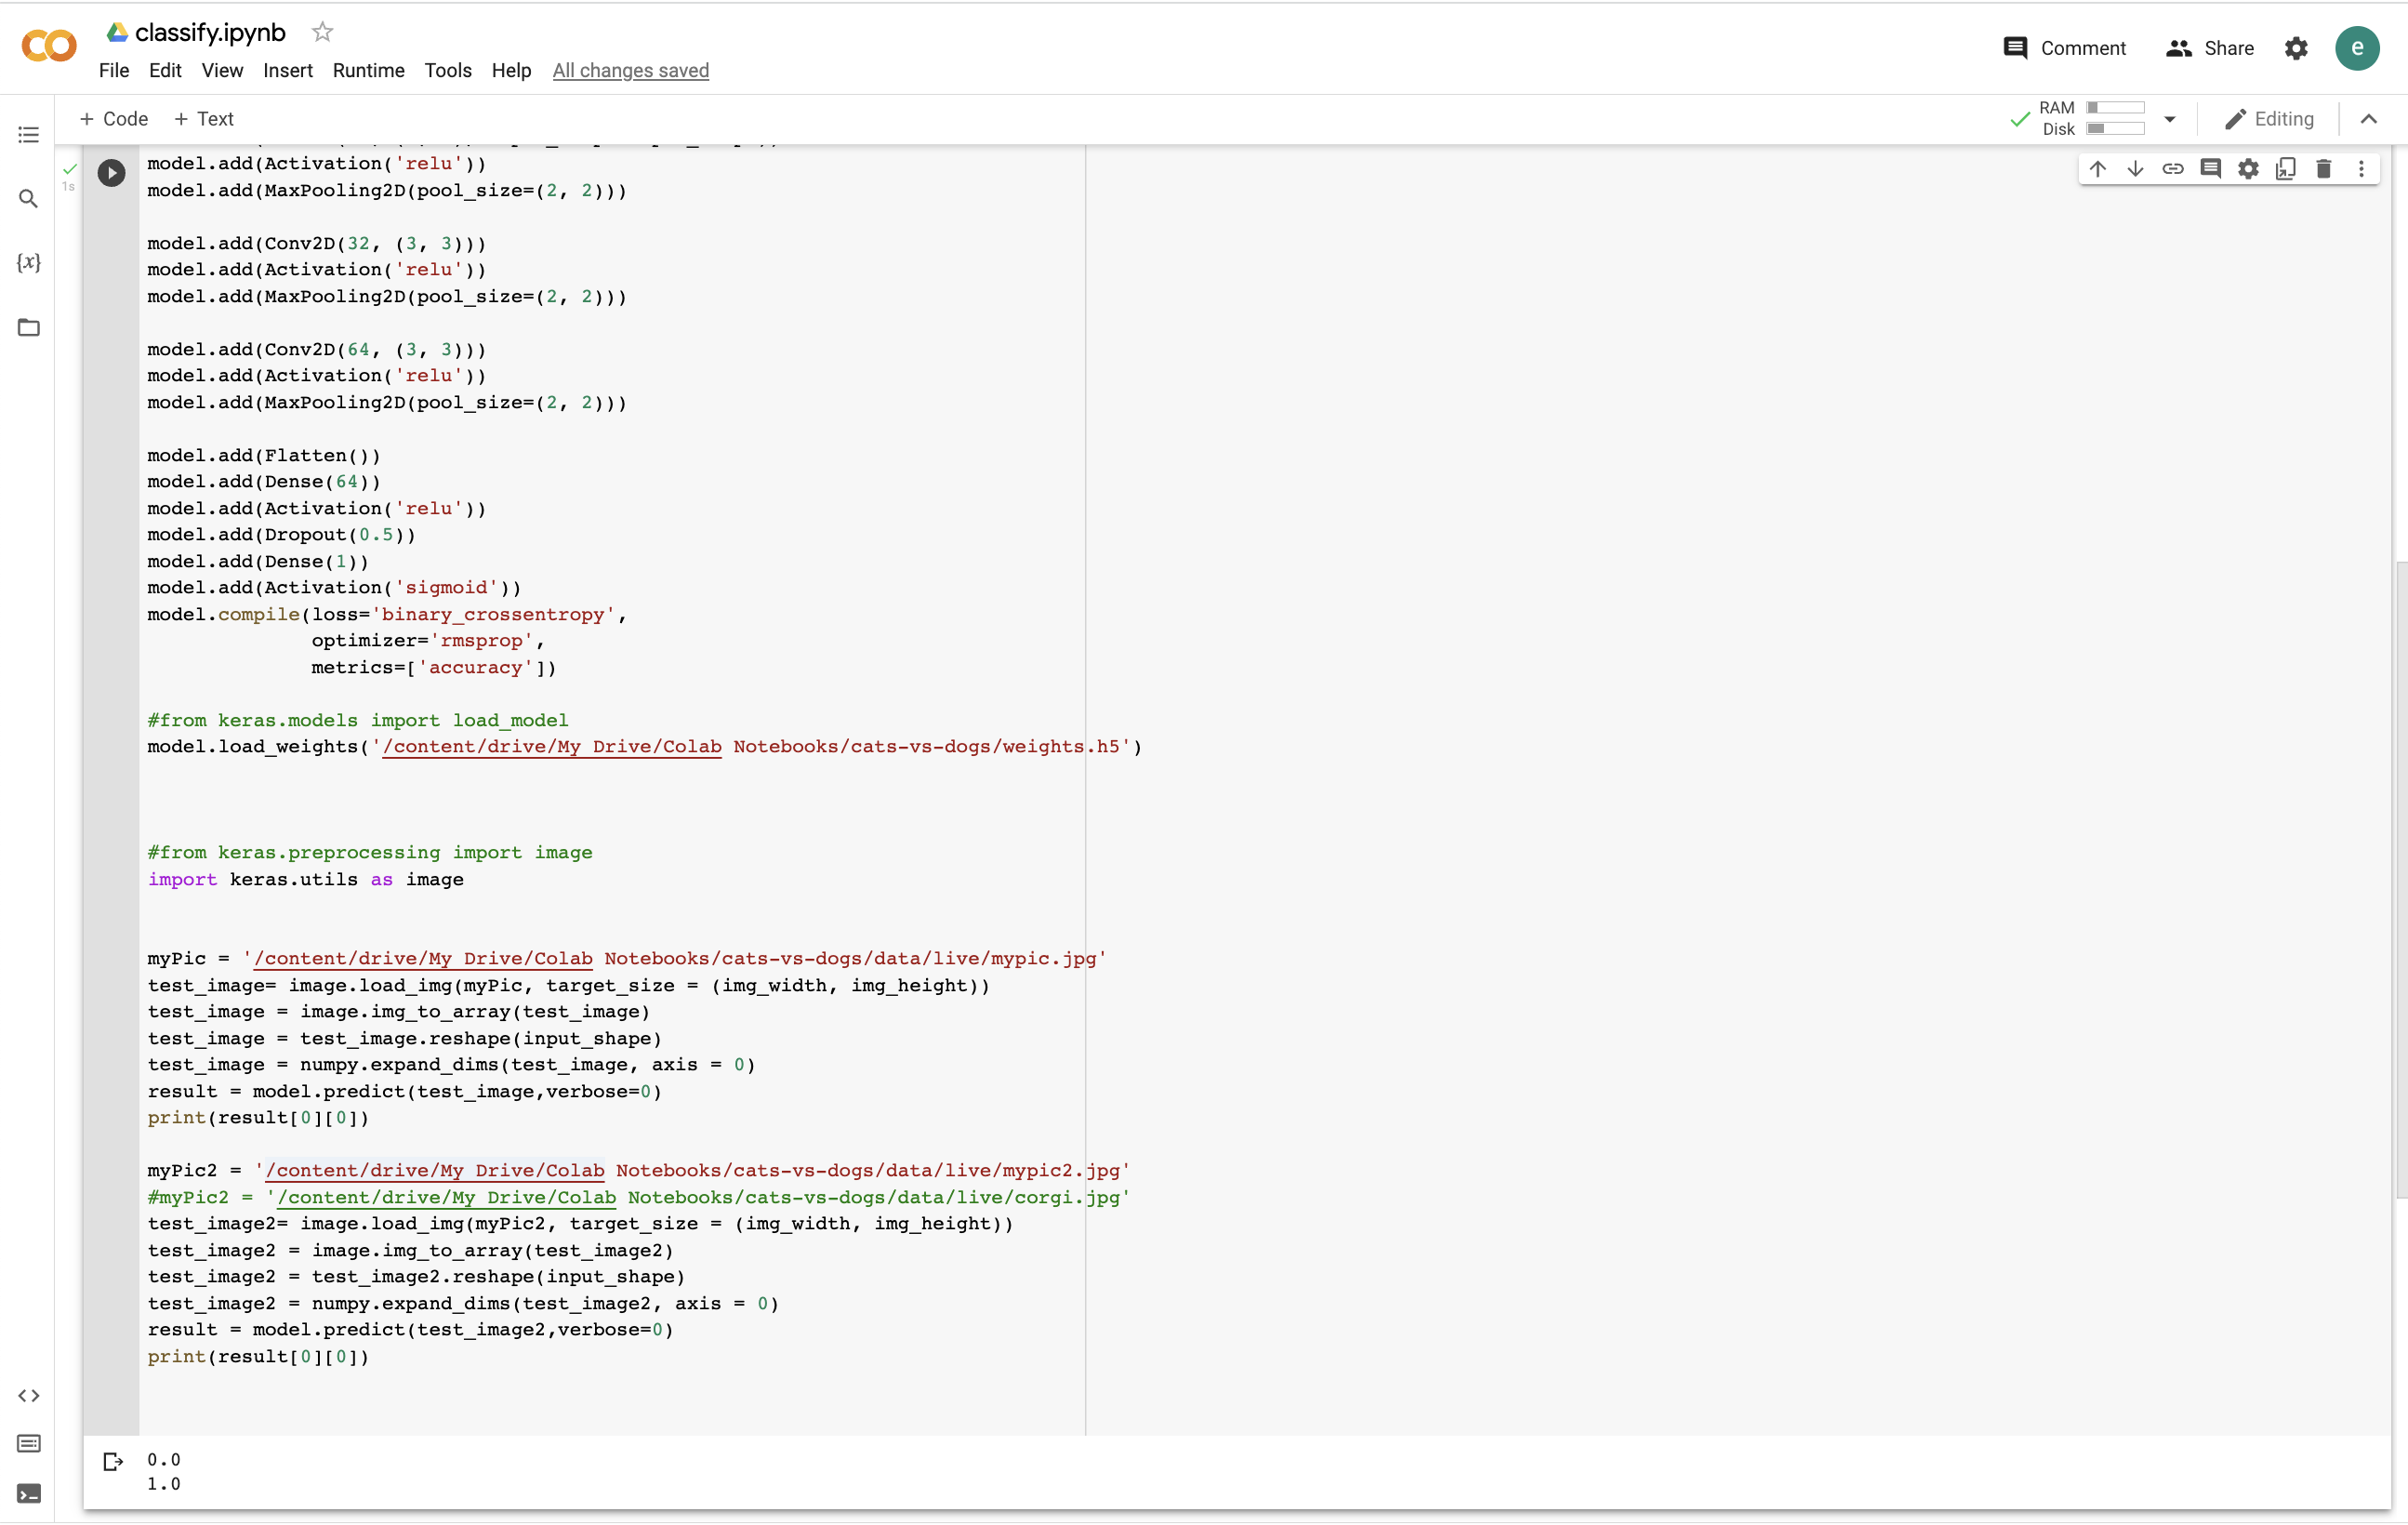 classify.ipynb
File Edit View Insert Runtime Tools Help All changes saved
Comment Share e
+ Code + Text
RAM
Disk
Editing
1s
model.add(Activation('relu'))
model.add(MaxPooling2D(pool_size=(2, 2)))
model.add(Conv2D(32, (3, 3)))
model.add(Activation('relu'))
model.add(MaxPooling2D(pool_size=(2, 2)))
model.add(Conv2D(64, (3, 3)))
model.add(Activation('relu'))
model.add(MaxPooling2D(pool_size=(2, 2)))
model.add(Flatten())
model.add(Dense(64))
model.add(Activation('relu'))
model.add(Dropout(0.5))
model.add(Dense(1))
model.add(Activation('sigmoid'))
model.compile(loss='binary_crossentropy',
optimizer='rmsprop',
metrics=['accuracy'])
#from keras.models import load_model
model.load_weights('/content/drive/My Drive/Colab Notebooks/cats-vs-dogs/weights.h5')
#from keras.preprocessing import image
import keras.utils as image
myPic = '/content/drive/My Drive/Colab Notebooks/cats-vs-dogs/data/live/mypic.jpg'
test_image= image.load_img(myPic, target_size = (img_width, img_height))
test_image = image.img_to_array(test_image)
test_image = test_image.reshape(input_shape)
test_image = numpy.expand_dims(test_image, axis = 0)
result = model.predict(test_image,verbose=0)
print(result[0][0])
myPic2 = '/content/drive/My Drive/Colab Notebooks/cats-vs-dogs/data/live/mypic2.jpg'
#myPic2 = '/content/drive/My Drive/Colab Notebooks/cats-vs-dogs/data/live/corgi.jpg'
test_image2= image.load_img(myPic2, target_size = (img_width, img_height))
test_image2 = image.img_to_array(test_image2)
test_image2 = test_image2.reshape(input_shape)
test_image2 = numpy.expand_dims(test_image2, axis = 0)
result = model.predict(test_image2,verbose=0)
print(result[0][0])
0.0
1.0